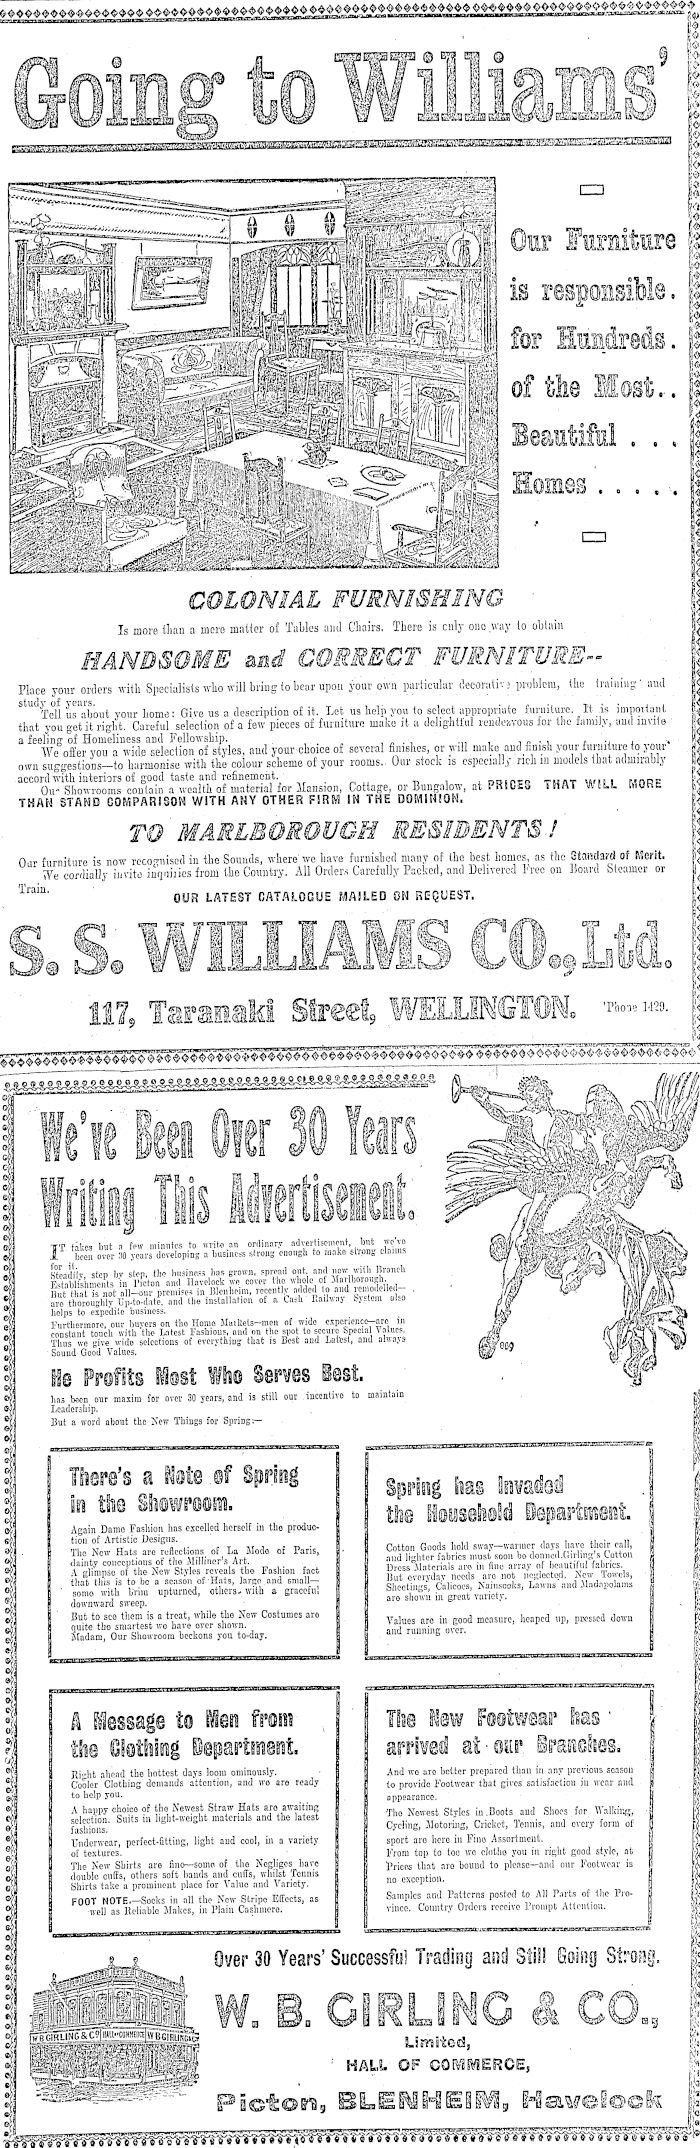 Going to Williams'
Our Furniture
is responsible.
for Hundreds.
of the Most..
Beautiful . . .
Homes . . . . .
COLONIAL FURNISHING
Is more than a mere matter of Tables and Chairs. There is only one way to obtain
HANDSOME and CORRECT FURNITURE--
Place your orders with Specialists who will bring to bear upon your own particular decorative problem, the training and
study of years.
Tell us about your home: Give us a description of it. Let us help you to select appropriate furniture. It is important
that you get it right. Careful selection of a few pieces of furniture make it a delightful rendezvous for the family, and invite
a feeling of Homeliness and Fellowship.
We offer you a wide selection of styles, and your choice of several finishes, or will make and finish your furniture to your
own suggestions—to harmonise with the colour scheme of your rooms. Our stock is especially rich in models that admirably
accord with interiors of good taste and refinement.
Our Showrooms contain a wealth of material for Mansion, Cottage, or Bungalow, at PRICES THAT WILL MORE
THAN STAND COMPARISON WITH ANY OTHER FIRM IN THE DOMINION.
TO MARLBOROUGH RESIDENTS!
Our furniture is now recognised in the Sounds, where we have furnished many of the best homes, as the Standard of Merit.
We cordially invite inquiries from the Country. All Orders Carefully Packed, and Delivered Free on Board Steamer or
Train.
OUR LATEST CATALOGUE MAILED ON REQUEST.
S. S. WILLIAMS CO., Ltd.
117, Taranaki Street, WELLINGTON. 'Phone 1429.
We've Been Over 30 Years
Writing This Advertisement.
IT takes but a few minutes to write an ordinary advertisement, but we've
been over 30 years developing a business strong enough to make strong claims
for it.
Steadily, step by step, the business has grown, spread out, and now with Branch
Establishments in Picton and Havelock we cover the whole of Marlborough.
But that is not all—our premises in Blenheim, recently added to and remodelled—
are thoroughly Up-to-date, and the installation of a Cash Railway System also
helps to expedite business.
Furthermore, our buyers on the Home Markets—men of wide experience—are in
constant touch with the Latest Fashions, and on the spot to secure Special Values.
Thus we give wide selections of everything that is Best and Latest, and always
Sound Good Values.
He Profits Most Who Serves Best.
has been our maxim for over 30 years, and is still our incentive to maintain
Leadership.
But a word about the New Things for Spring:—
There's a Note of Spring
in the Showroom.
Again Dame Fashion has excelled herself in the produc-
tion of Artistic Designs.
The New Hats are reflections of La Mode of Paris,
dainty conceptions of the Milliner's Art.
A glimpse of the New Styles reveals the Fashion fact
that this is to be a season of Hats, large and small—
some with brim upturned, others with a graceful
downward sweep.
But to see them is a treat, while the New Costumes are
quite the smartest we have over shown.
Madam, Our Showroom beckons you to-day.
Spring has Invaded
the Household Department.
Cotton Goods hold sway—warmer days have their call,
and lighter fabrics must soon be donned. Girling's Cotton
Dress Materials are in fine array of beautiful fabrics.
But everyday needs are not neglected. New Towels,
Sheetings, Calicoes, Nainsooks, Lawns and Madapolams
are shown in great variety.
Values are in good measure, heaped up, pressed down
and running over.
A Message to Men from
the Clothing Department.
Right ahead the hottest days loom ominously.
Cooler Clothing demands attention, and we are ready
to help you.
A happy choice of the Newest Straw Hats are awaiting
selection. Suits in light-weight materials and the latest
fashions.
Underwear, perfect-fitting, light and cool, in a variety
of textures.
The New Shirts are fine—some of the Negliges have
double cuffs, others soft bands and cuffs, whilst Tennis
Shirts take a prominent place for Value and Variety.
FOOT NOTE.—Socks in all the New Stripe Effects, as
well as Reliable Makes, in Plain Cashmere.
The New Footwear has
arrived at our Branches.
And we are better prepared than in any previous season
to provide Footwear that gives satisfaction in wear and
appearance.
The Newest Styles in Boots and Shoes for Walking,
Cycling, Motoring, Cricket, Tennis, and every form of
sport are here in Fine Assortment.
From top to toe we clothe you in right good style, at
Prices that are bound to please—and our Footwear is
no exception.
Samples and Patterns posted to All Parts of the Pro-
vince. Country Orders receive Prompt Attention.
Over 30 Years' Successful Trading and Still Going Strong.
W. B. GIRLING & CO.,
Limited,
HALL OF COMMERCE,
Picton, BLENHEIM, Havelock
W B GIRLING & CO HALL OF COMMERCE W B GIRLING &